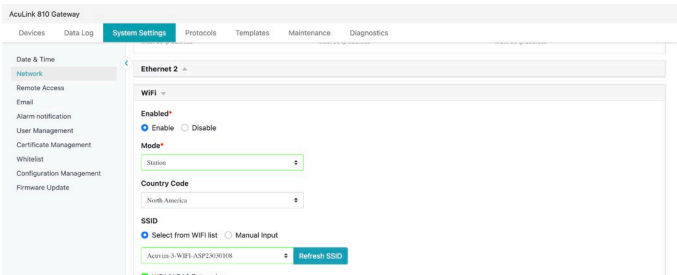 AcuLink 810 Gateway
Devices Data Log System Settings Protocols Templates Maintenance Diagnostics
Date & Time
Network
Remote Access
Email
Alarm notification
User Management
Certificate Management
Whitelist
Configuration Management
Firmware Update
Ethernet 2
WiFi
Enabled*
Enable Disable
Mode*
Station
Country Code
North America
SSID
Select from WIFI list Manual Input
Acuvim-3-WIFI-ASP23030108 Refresh SSID